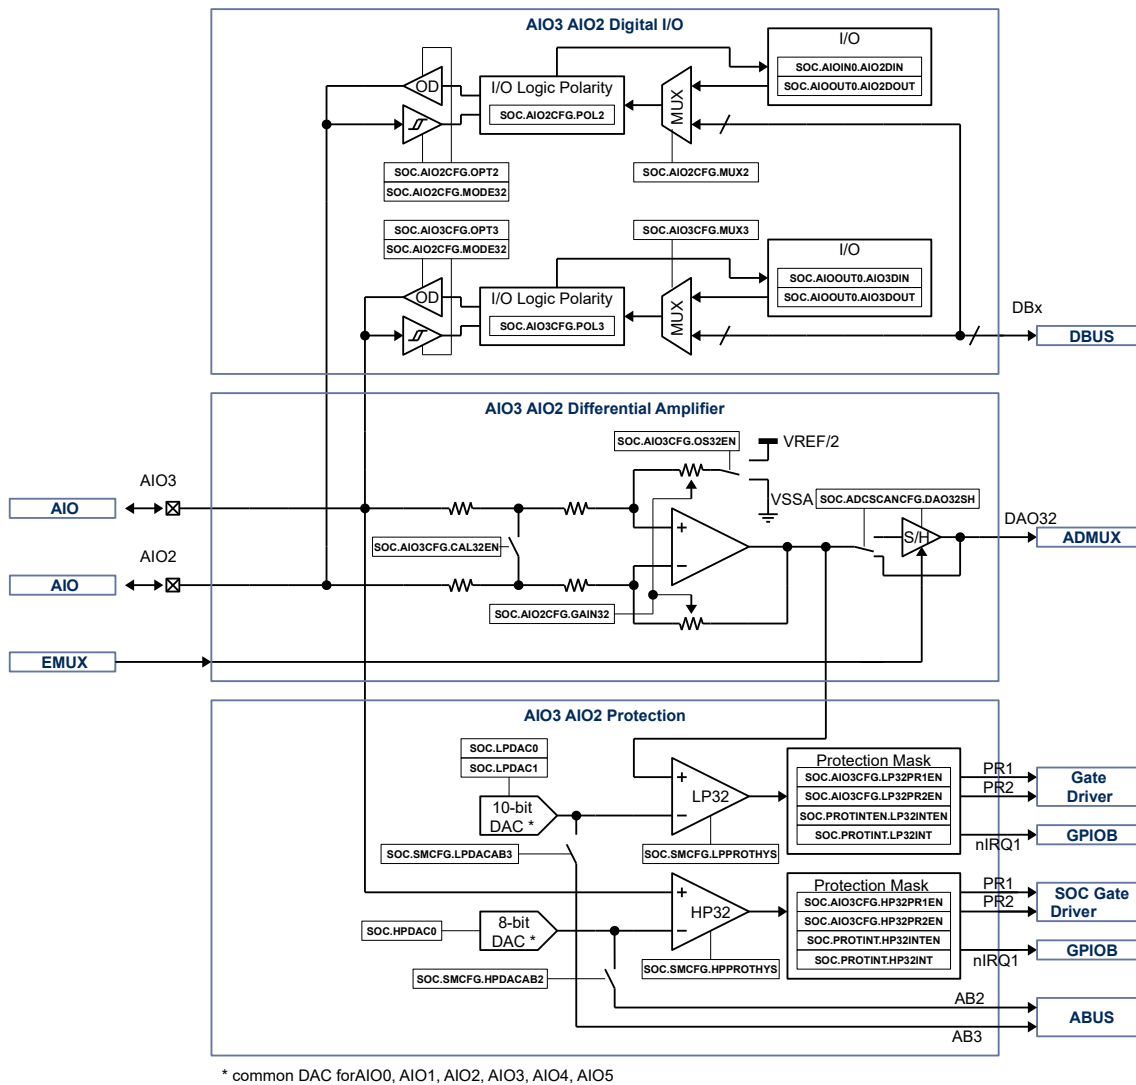 AIO3 AIO2 Digital I/O
I/O
SOC.AIOIN0.AIO2DIN
SOC.AIOOUT0.AIO2DOUT
OD
I/O Logic Polarity
SOC.AIO2CFG.POL2
MUX
SOC.AIO2CFG.OPT2
SOC.AIO2CFG.MODE32
SOC.AIO2CFG.MUX2
SOC.AIO3CFG.OPT3
SOC.AIO2CFG.MODE32
SOC.AIO3CFG.MUX3
I/O
SOC.AIOOUT0.AIO3DIN
SOC.AIOOUT0.AIO3DOUT
OD
I/O Logic Polarity
SOC.AIO3CFG.POL3
MUX
DBx
DBUS
AIO3 AIO2 Differential Amplifier
SOC.AIO3CFG.OS32EN
VREF/2
VSSA
SOC.ADCSCANCFG.DAO32SH
AIO3
AIO
DAO32
ADMUX
S/H
+
−
SOC.AIO3CFG.CAL32EN
AIO2
AIO
SOC.AIO2CFG.GAIN32
EMUX
AIO3 AIO2 Protection
SOC.LPDAC0
SOC.LPDAC1
10-bit
DAC *
+
−
LP32
SOC.SMCFG.LPDACAB3
SOC.SMCFG.LPPROTHYS
Protection Mask
SOC.AIO3CFG.LP32PR1EN
SOC.AIO3CFG.LP32PR2EN
SOC.PROTINTEN.LP32INTEN
SOC.PROTINT.LP32INT
PR1
PR2
Gate
Driver
nIRQ1
GPIOB
SOC.HPDAC0
8-bit
DAC *
+
−
HP32
SOC.SMCFG.HPDACAB2
SOC.SMCFG.HPPROTHYS
Protection Mask
SOC.AIO3CFG.HP32PR1EN
SOC.AIO3CFG.HP32PR2EN
SOC.PROTINT.HP32INTEN
SOC.PROTINT.HP32INT
PR1
PR2
SOC Gate
Driver
nIRQ1
GPIOB
AB2
AB3
ABUS
* common DAC forAIO0, AIO1, AIO2, AIO3, AIO4, AIO5